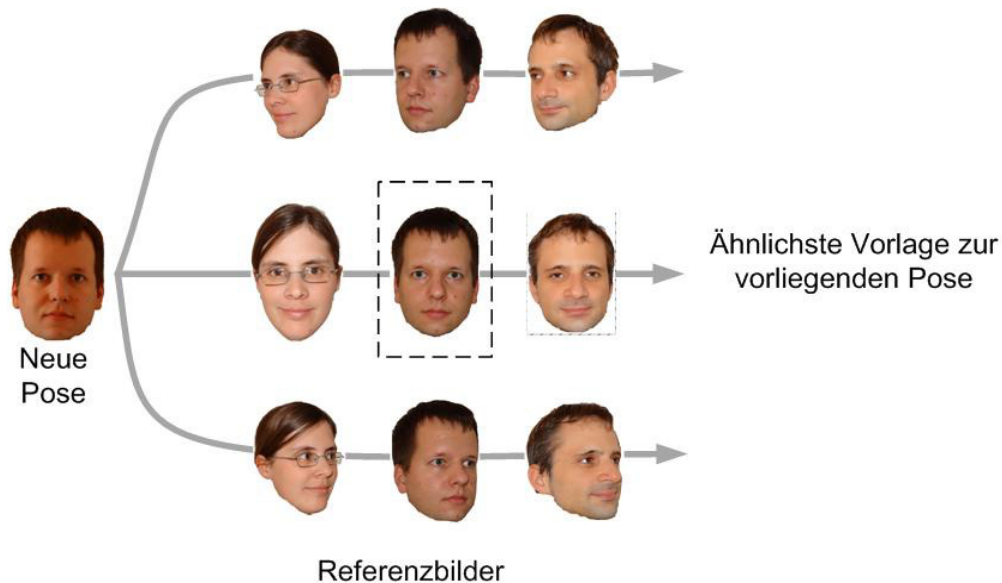 Neue
Pose
Ähnlichste Vorlage zur
vorliegenden Pose
Referenzbilder